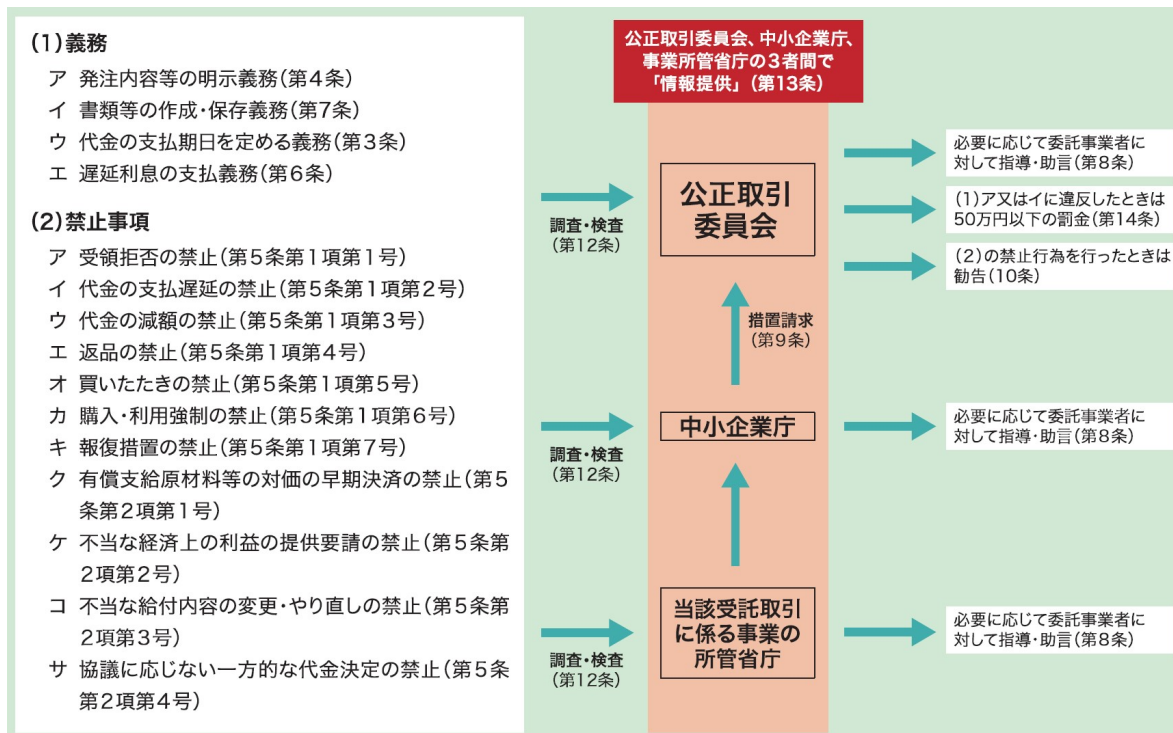 (1)義務
ア 発注内容等の明示義務(第4条)
イ 書類等の作成・保存義務(第7条)
ウ 代金の支払期日を定める義務(第3条)
エ 遅延利息の支払義務(第6条)
(2)禁止事項
ア 受領拒否の禁止(第5条第1項第1号)
イ 代金の支払遅延の禁止(第5条第1項第2号)
ウ 代金の減額の禁止(第5条第1項第3号)
エ 返品の禁止(第5条第1項第4号)
オ 買いたたきの禁止(第5条第1項第5号)
カ 購入・利用強制の禁止(第5条第1項第6号)
キ 報復措置の禁止(第5条第1項第7号)
ク 有償支給原材料等の対価の早期決済の禁止(第5
条第2項第1号)
ケ 不当な経済上の利益の提供要請の禁止(第5条第
2項第2号)
コ 不当な給付内容の変更・やり直しの禁止(第5条第
2項第3号)
サ 協議に応じない一方的な代金決定の禁止(第5条
第2項第4号)
公正取引委員会、中小企業庁、
事業所管省庁の3者間で
「情報提供」(第13条)
調査・検査
(第12条)
公正取引
委員会
必要に応じて委託事業者に
対して指導・助言(第8条)
(1)ア又はイに違反したときは
50万円以下の罰金(第14条)
(2)の禁止行為を行ったときは
勧告(10条)
措置請求
(第9条)
調査・検査
(第12条)
中小企業庁
必要に応じて委託事業者に
対して指導・助言(第8条)
調査・検査
(第12条)
当該受託取引
に係る事業の
所管省庁
必要に応じて委託事業者に
対して指導・助言(第8条)